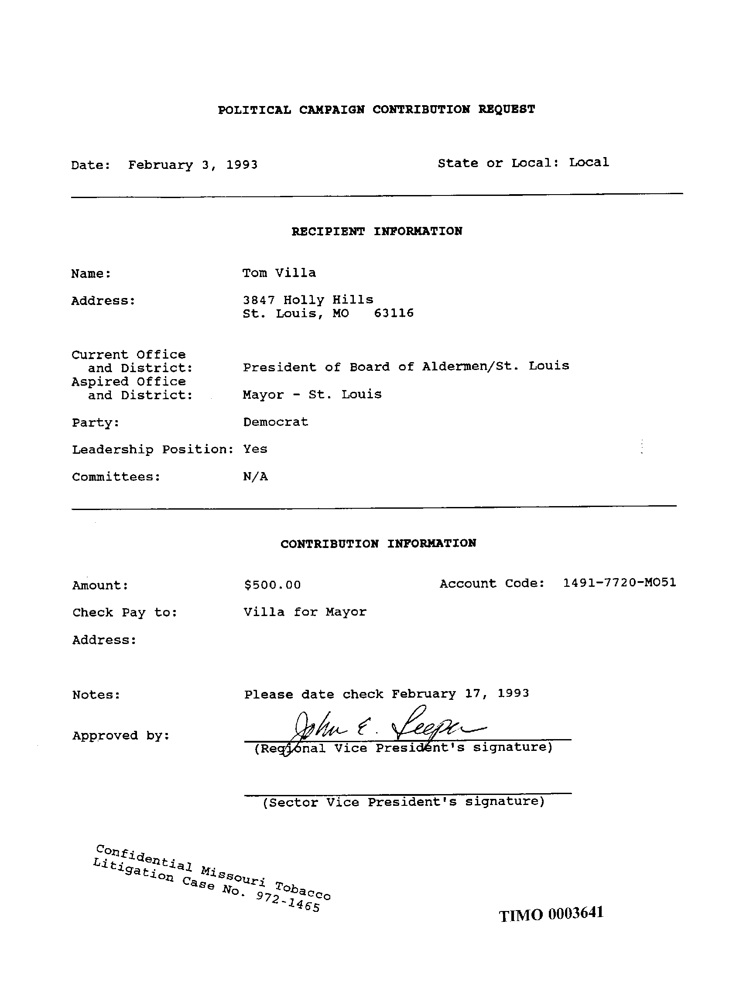 POLITICAL CAMPAIGN CONTRIBUTION REQUEST
Date: February 3, 1993 State or Local: Local
RECIPIENT INFORMATION
Name: Tom Villa
Address: 3847 Holly Hills
St. Louis, MO 63116
Current Office
and District: President of Board of Aldermen/St. Louis
Aspired Office
and District: Mayor - St. Louis
Party: Democrat
Leadership Position: Yes
Committees: N/A
CONTRIBUTION INFORMATION
Amount: $500.00 Account Code: 1491-7720-MO51
Check Pay to: Villa for Mayor
Address:
Notes: Please date check February 17, 1993
Approved by: John E. Leeper
(Regional Vice President's signature)
(Sector Vice President's signature)
Confidential Missouri Tobacco
Litigation Case No. 972-1465
TIMO 0003641